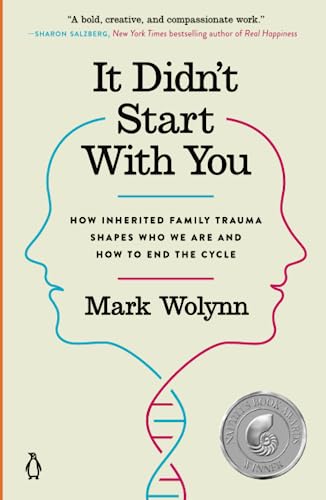 "A bold, creative, and compassionate work."
—SHARON SALZBERG, New York Times bestselling author of Real Happiness
It Didn't
Start
With You
HOW INHERITED FAMILY TRAUMA
SHAPES WHO WE ARE AND
HOW TO END THE CYCLE
Mark Wolynn
NAUTILUS BOOK AWARDS
WINNER